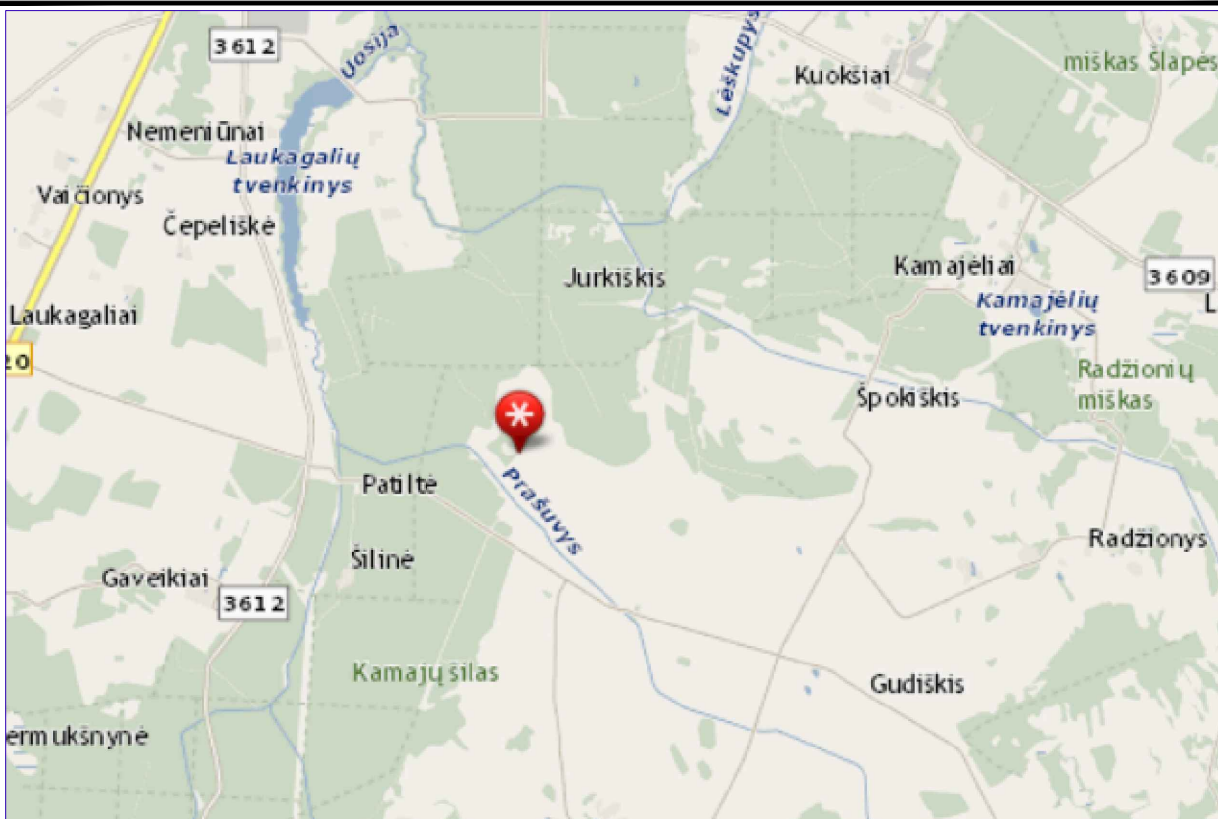 3612
Uosija
Lėškupys
Kuokšiai
miškas Šlapės
Nemeniūnai
Laukagalių
tvenkinys
Vaičionys
Čepeliškė
Jurkiškis
Kamajėliai
3609
Kamajėlių
tvenkinys
L
Laukagaliai
20
Radžionių
miškas
Špokiškis
Patiltė
Prašuvys
Šilinė
Radžionys
Gaveikiai
3612
Kamajų šilas
Gudiškis
ermukšnynė